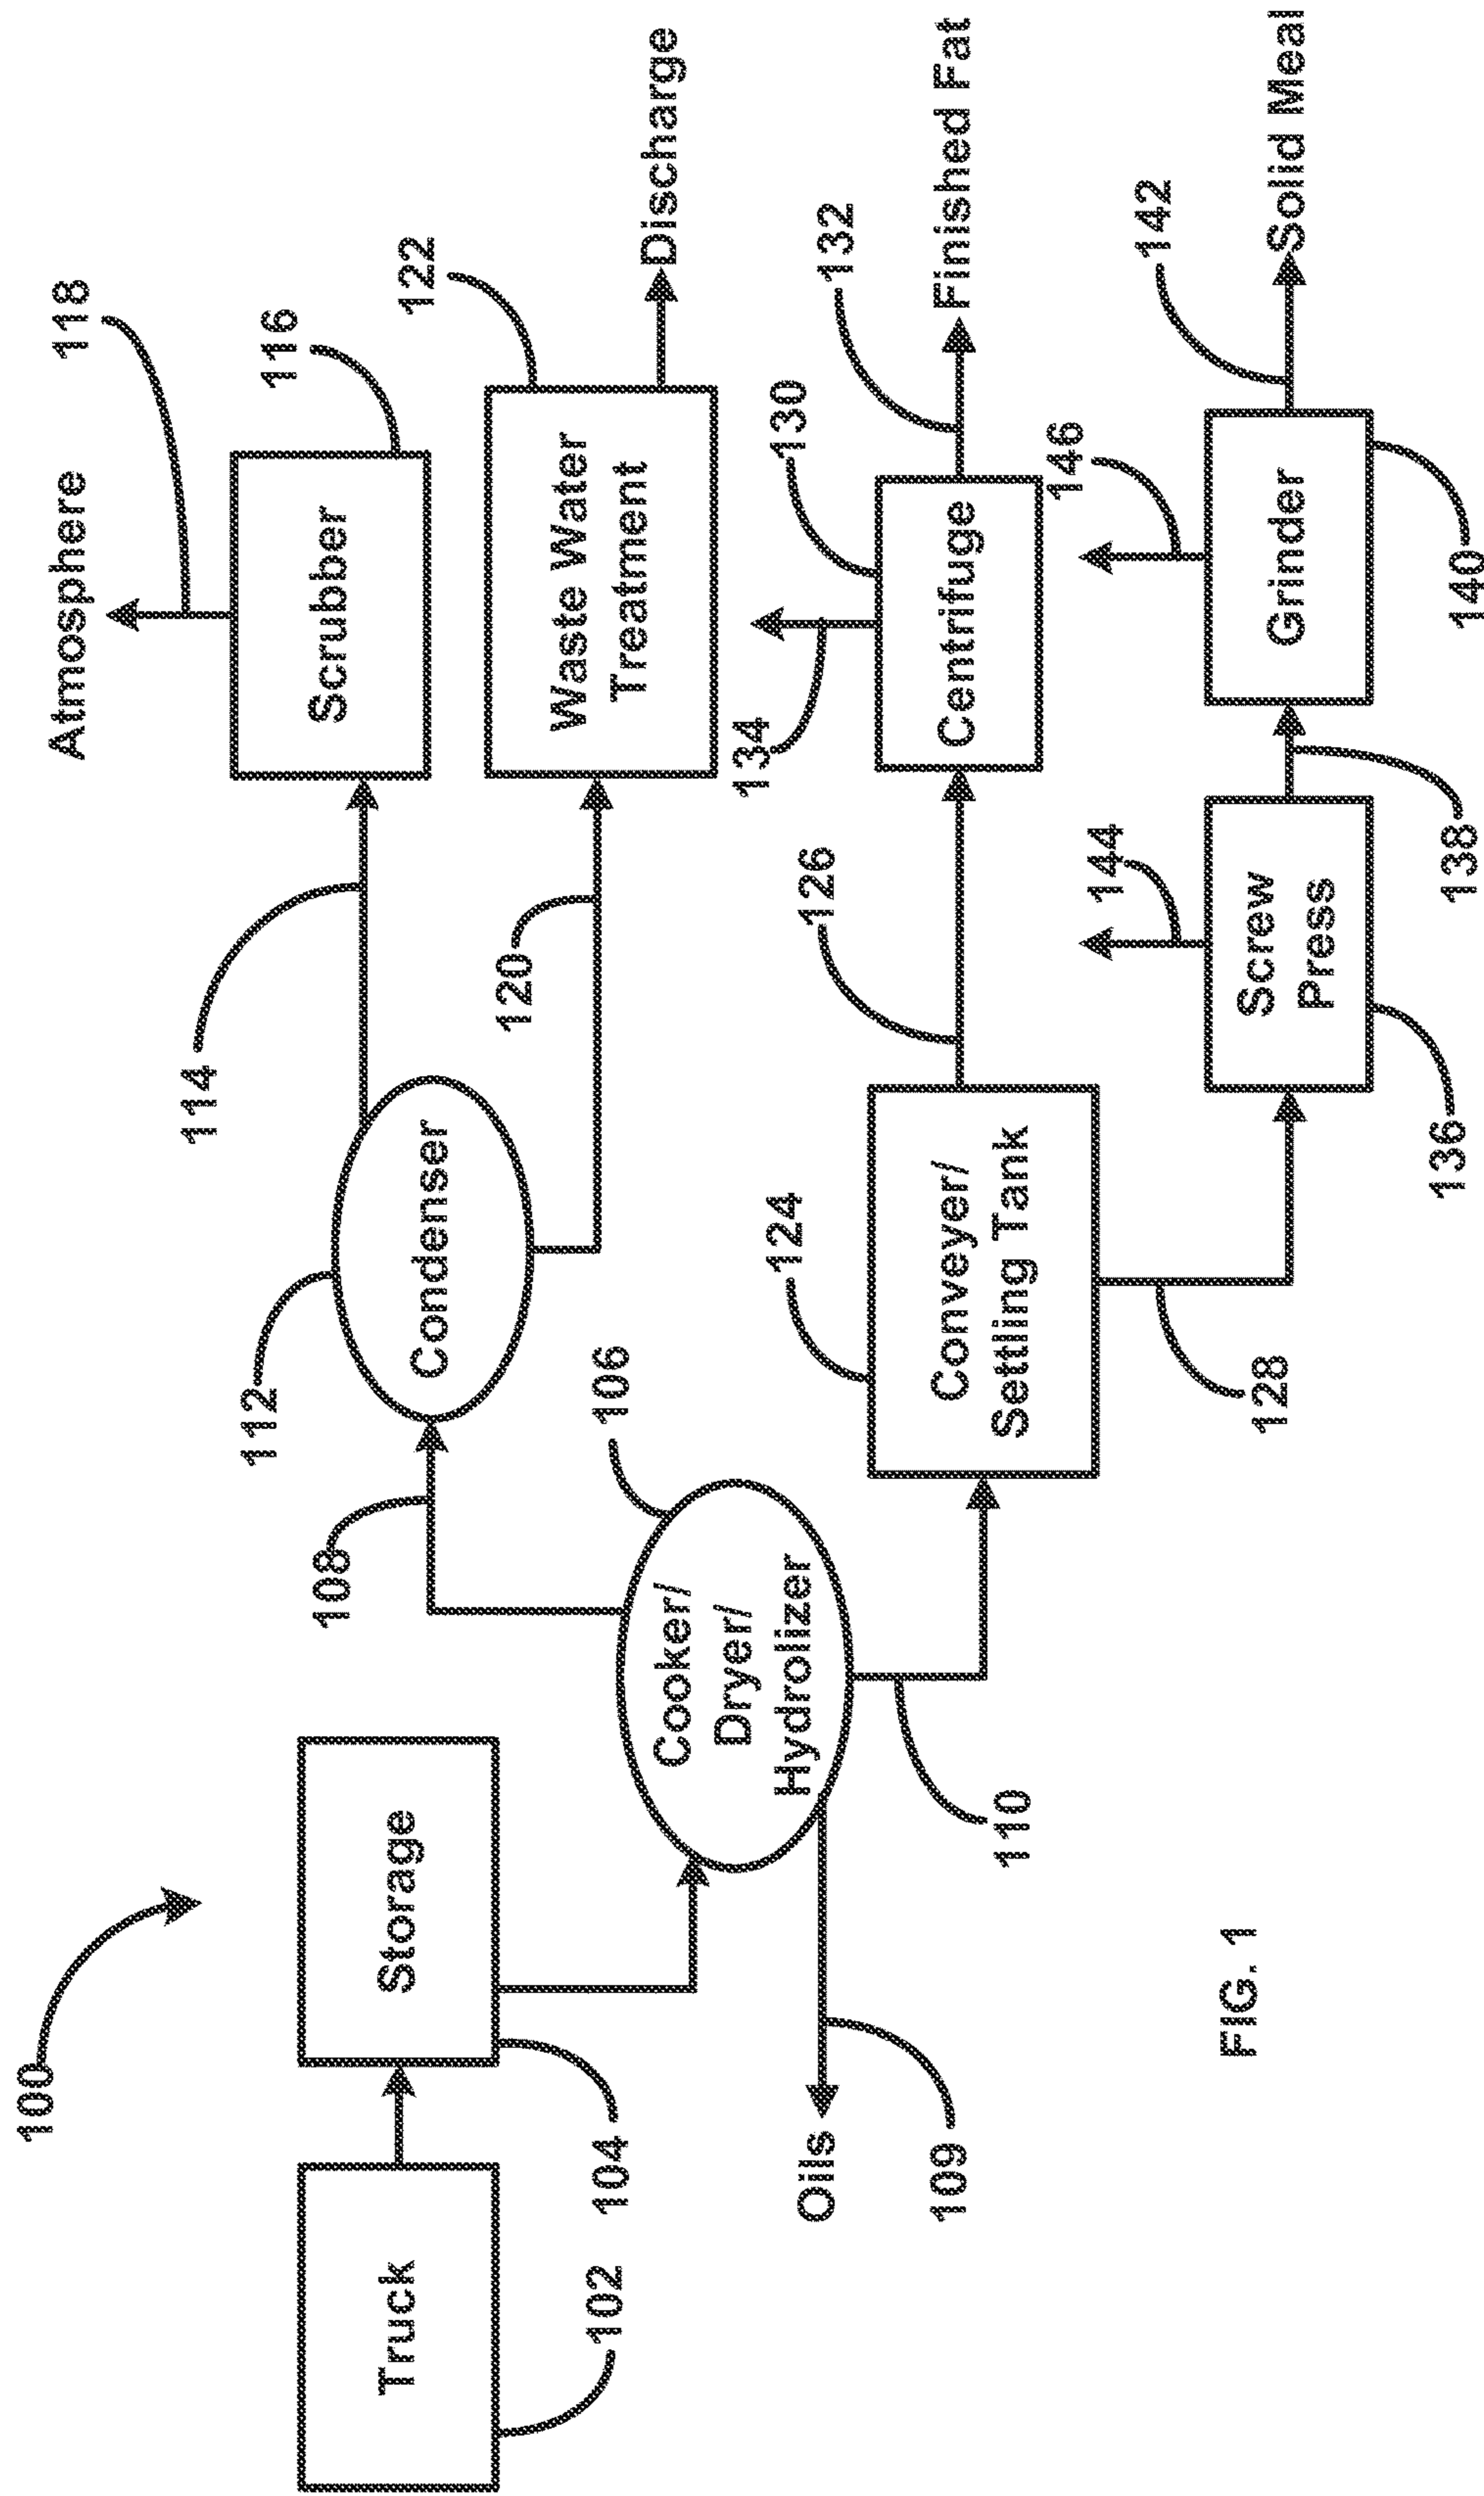 100
Truck
102
Storage
104
Cooker/
Dryer/
Hydrolizer
106
108
Oils
109
110
Condenser
112
114
Scrubber
116
Atmosphere
118
120
Waste Water
Treatment
122
Discharge
Conveyer/
Settling Tank
124
126
128
Centrifuge
130
132
Finished Fat
134
Screw
Press
136
138
144
Grinder
140
142
146
Solid Meal
FIG. 1